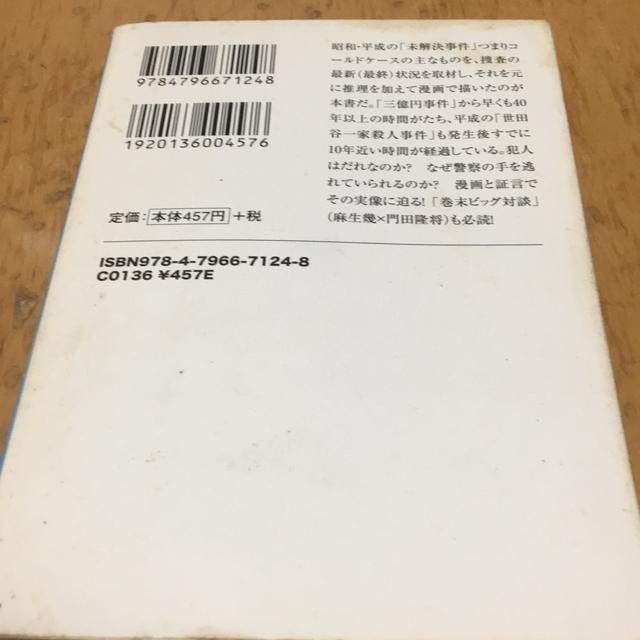 9784796671248
1920136004576
定価：本体457円＋税
昭和・平成の「未解決事件」つまりコ
ールドケースの主なものを、捜査の
最新（最終）状況を取材し、それを元
に推理を加えて漫画で描いたのが
本書だ。「三億円事件」から早くも40
年以上の時間がたち、平成の「世田
谷一家殺人事件」も発生後すでに
10年近い時間が経過している。犯人
はだれなのか？　なぜ警察の手を逃
れていられるのか？　漫画と証言で
その実像に迫る！「巻末ビッグ対談」
（麻生幾×門田隆将）も必読！
ISBN978-4-7966-7124-8
C0136 ¥457E